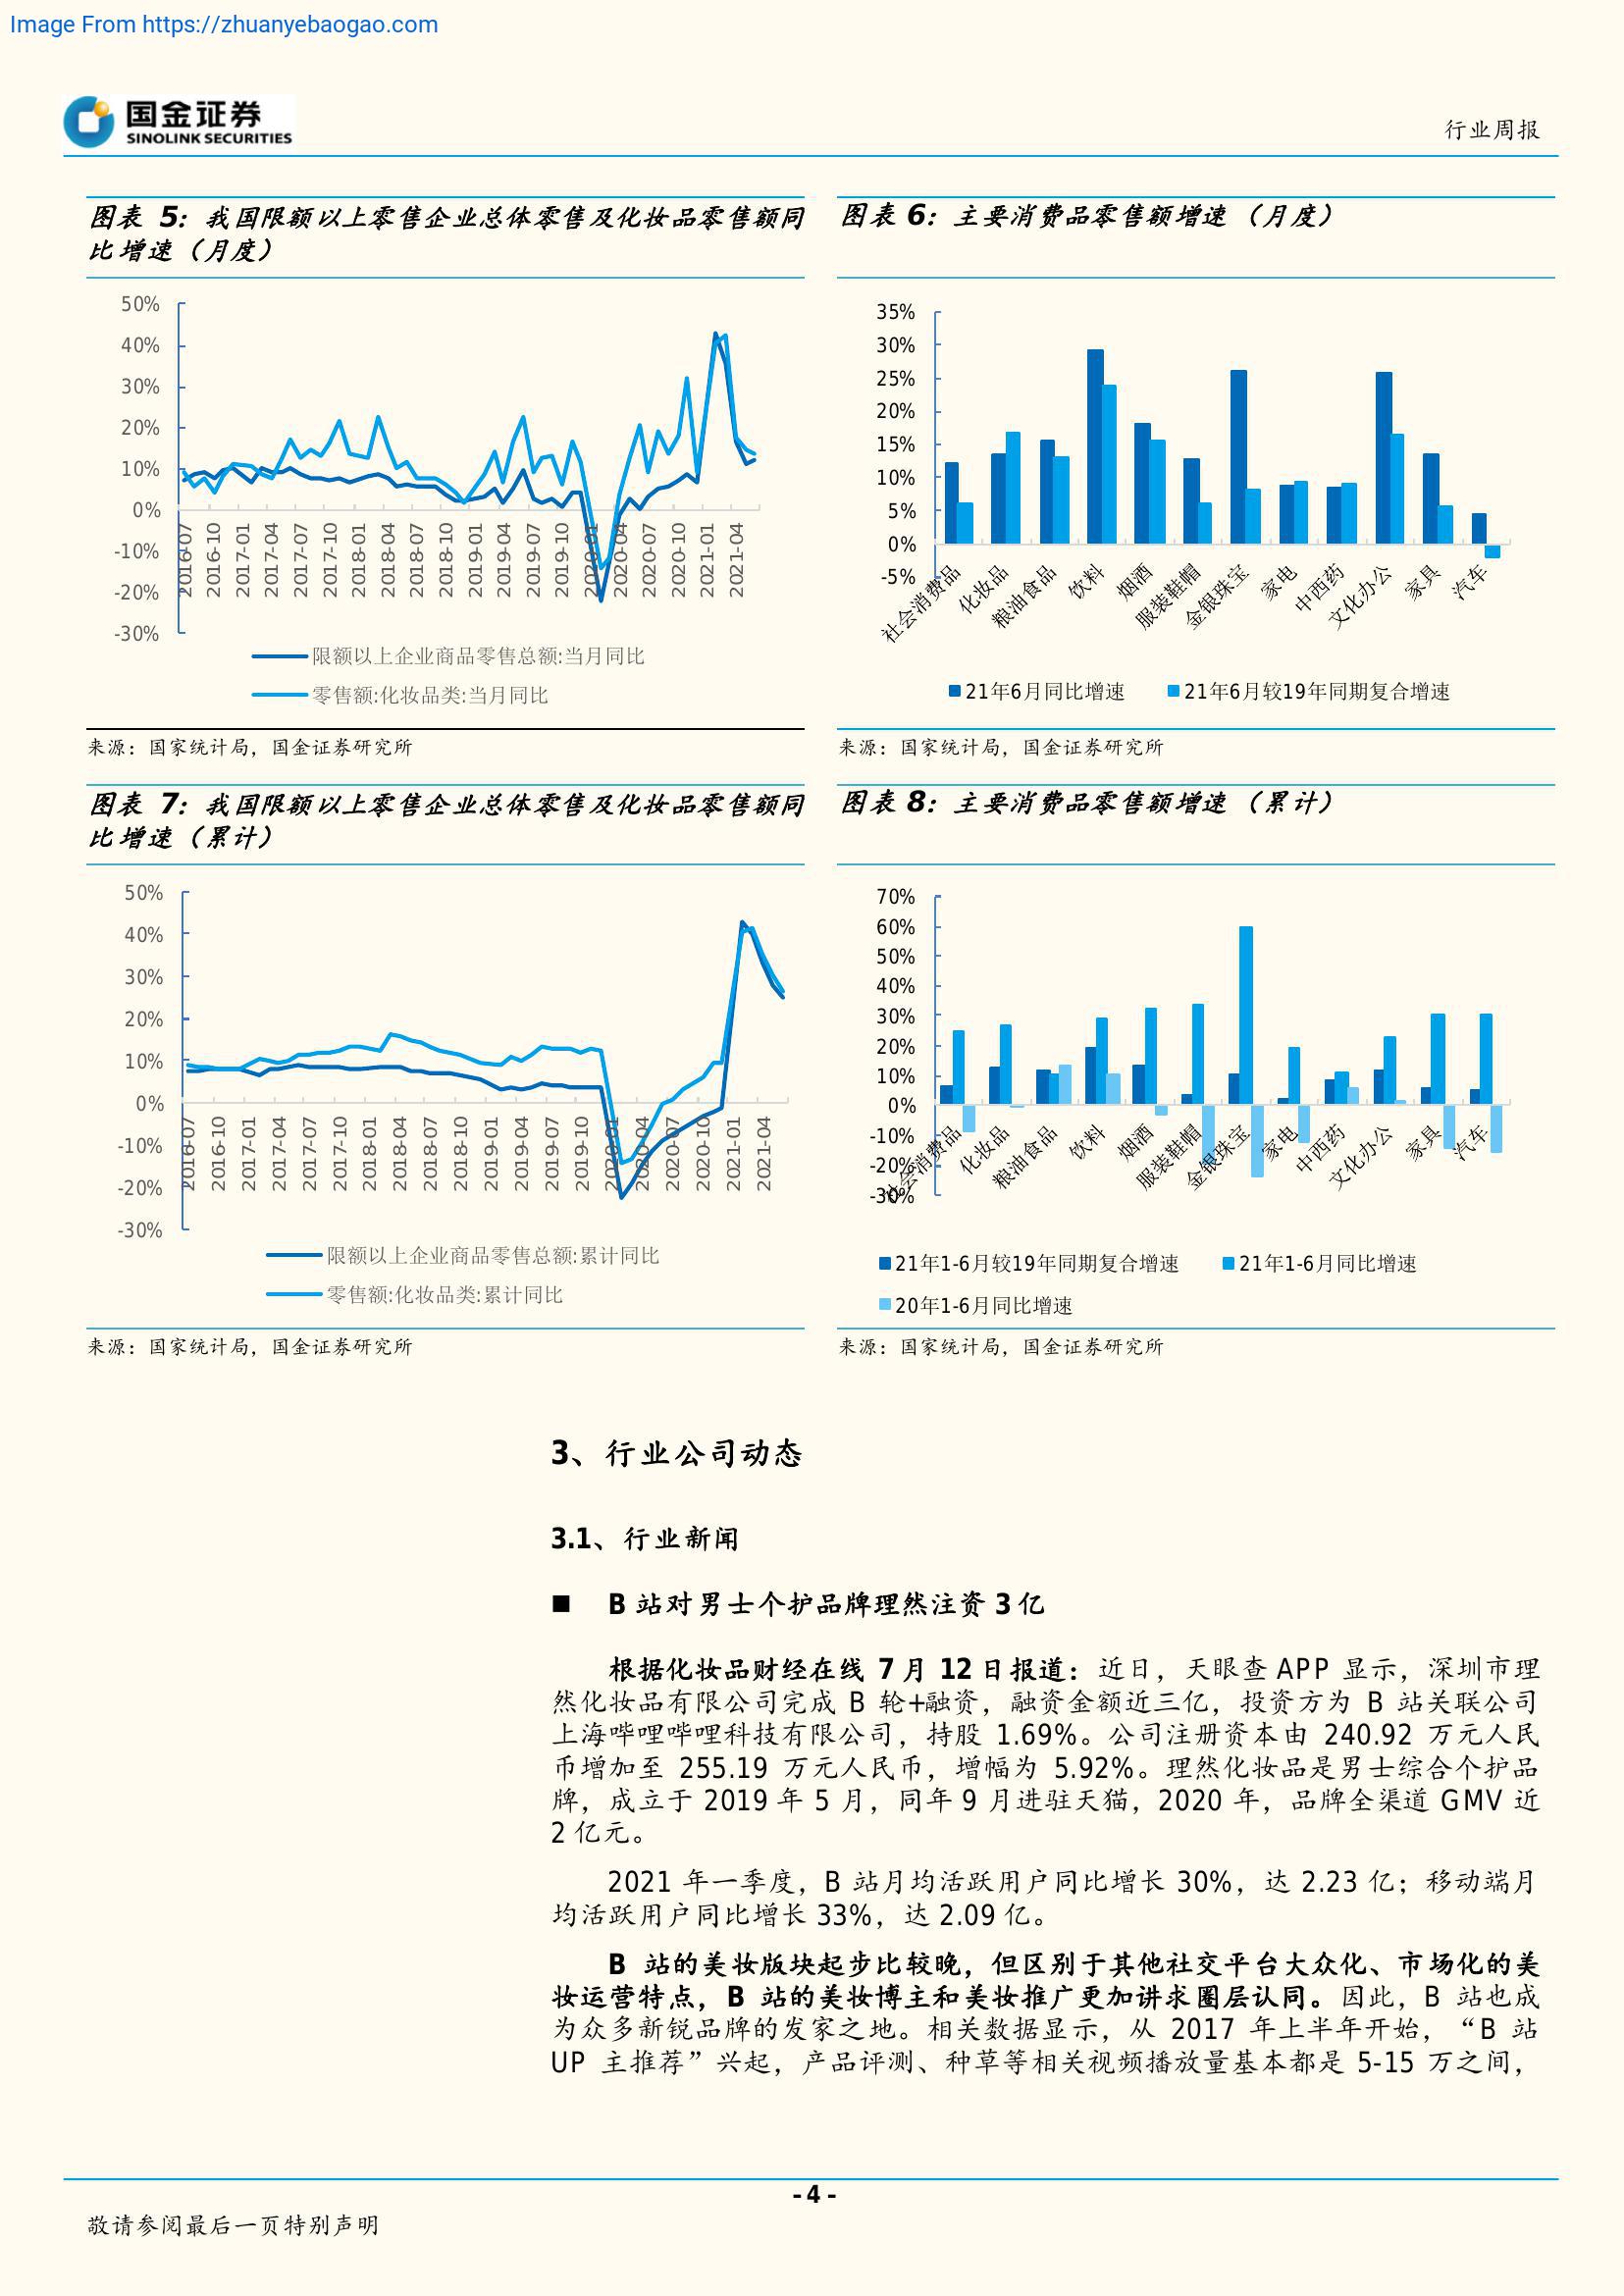 Image From https://zhuanyebaogao.com
国金证券
SINOLINK SECURITIES
行业周报
图表 5：我国限额以上零售企业总体零售及化妆品零售额同
比增速（月度）
50%
40%
30%
20%
10%
0%
-10%
-20%
-30%
2016-07
2016-10
2017-01
2017-04
2017-07
2017-10
2018-01
2018-04
2018-07
2018-10
2019-01
2019-04
2019-07
2019-10
2020-01
2020-04
2020-07
2020-10
2021-01
2021-04
限额以上企业商品零售总额:当月同比
零售额:化妆品类:当月同比
来源：国家统计局，国金证券研究所
图表 6：主要消费品零售额增速（月度）
35%
30%
25%
20%
15%
10%
5%
0%
-5%
社会消费品
化妆品
粮油食品
饮料
烟酒
服装鞋帽
金银珠宝
家电
中西药
文化办公
家具
汽车
21年6月同比增速
21年6月较19年同期复合增速
来源：国家统计局，国金证券研究所
图表 7：我国限额以上零售企业总体零售及化妆品零售额同
比增速（累计）
50%
40%
30%
20%
10%
0%
-10%
-20%
-30%
2016-07
2016-10
2017-01
2017-04
2017-07
2017-10
2018-01
2018-04
2018-07
2018-10
2019-01
2019-04
2019-07
2019-10
2020-01
2020-04
2020-07
2020-10
2021-01
2021-04
限额以上企业商品零售总额:累计同比
零售额:化妆品类:累计同比
来源：国家统计局，国金证券研究所
图表 8：主要消费品零售额增速（累计）
70%
60%
50%
40%
30%
20%
10%
0%
-10%
-20%
-30%
社会消费品
化妆品
粮油食品
饮料
烟酒
服装鞋帽
金银珠宝
家电
中西药
文化办公
家具
汽车
21年1-6月较19年同期复合增速
21年1-6月同比增速
20年1-6月同比增速
来源：国家统计局，国金证券研究所
3、行业公司动态
3.1、行业新闻
■ B 站对男士个护品牌理然注资 3 亿
根据化妆品财经在线 7 月 12 日报道：近日，天眼查 APP 显示，深圳市理
然化妆品有限公司完成 B 轮+融资，融资金额近三亿，投资方为 B 站关联公司
上海哔哩哔哩科技有限公司，持股 1.69%。公司注册资本由 240.92 万元人民
币增加至 255.19 万元人民币，增幅为 5.92%。理然化妆品是男士综合个护品
牌，成立于 2019 年 5 月，同年 9 月进驻天猫，2020 年，品牌全渠道 GMV 近
2 亿元。
2021 年一季度，B 站月均活跃用户同比增长 30%，达 2.23 亿；移动端月
均活跃用户同比增长 33%，达 2.09 亿。
B 站的美妆版块起步比较晚，但区别于其他社交平台大众化、市场化的美
妆运营特点，B 站的美妆博主和美妆推广更加讲求圈层认同。因此，B 站也成
为众多新锐品牌的发家之地。相关数据显示，从 2017 年上半年开始，“B 站
UP 主推荐”兴起，产品评测、种草等相关视频播放量基本都是 5-15 万之间，
- 4 -
敬请参阅最后一页特别声明